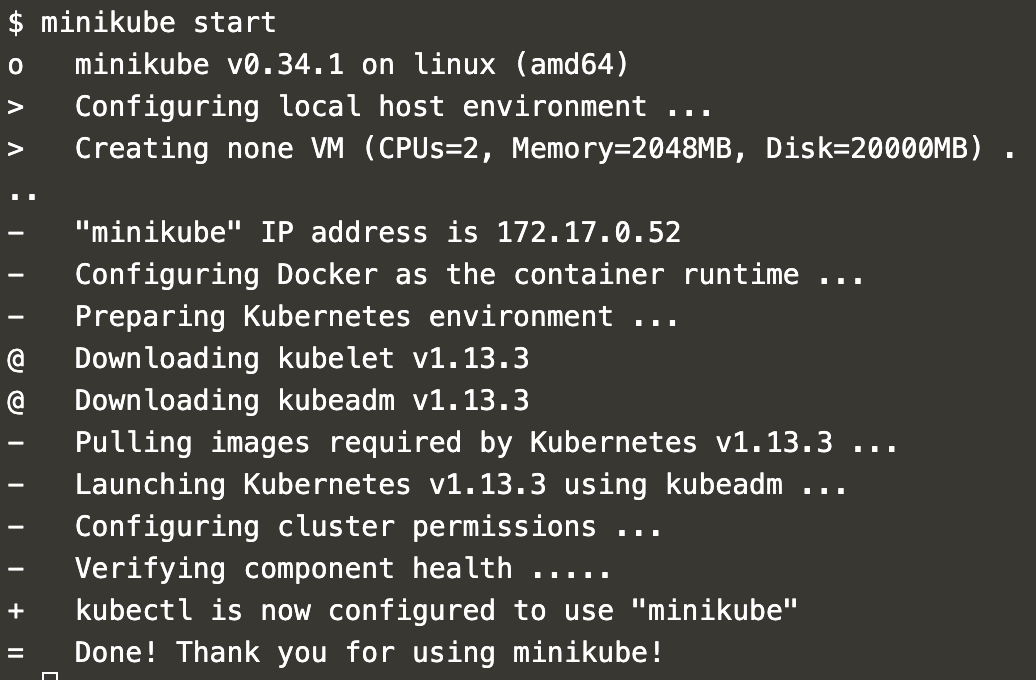 $ minikube start
o   minikube v0.34.1 on linux (amd64)
>   Configuring local host environment ...
>   Creating none VM (CPUs=2, Memory=2048MB, Disk=20000MB) .
..
-   "minikube" IP address is 172.17.0.52
-   Configuring Docker as the container runtime ...
-   Preparing Kubernetes environment ...
@   Downloading kubelet v1.13.3
@   Downloading kubeadm v1.13.3
-   Pulling images required by Kubernetes v1.13.3 ...
-   Launching Kubernetes v1.13.3 using kubeadm ...
-   Configuring cluster permissions ...
-   Verifying component health .....
+   kubectl is now configured to use "minikube"
=   Done! Thank you for using minikube!